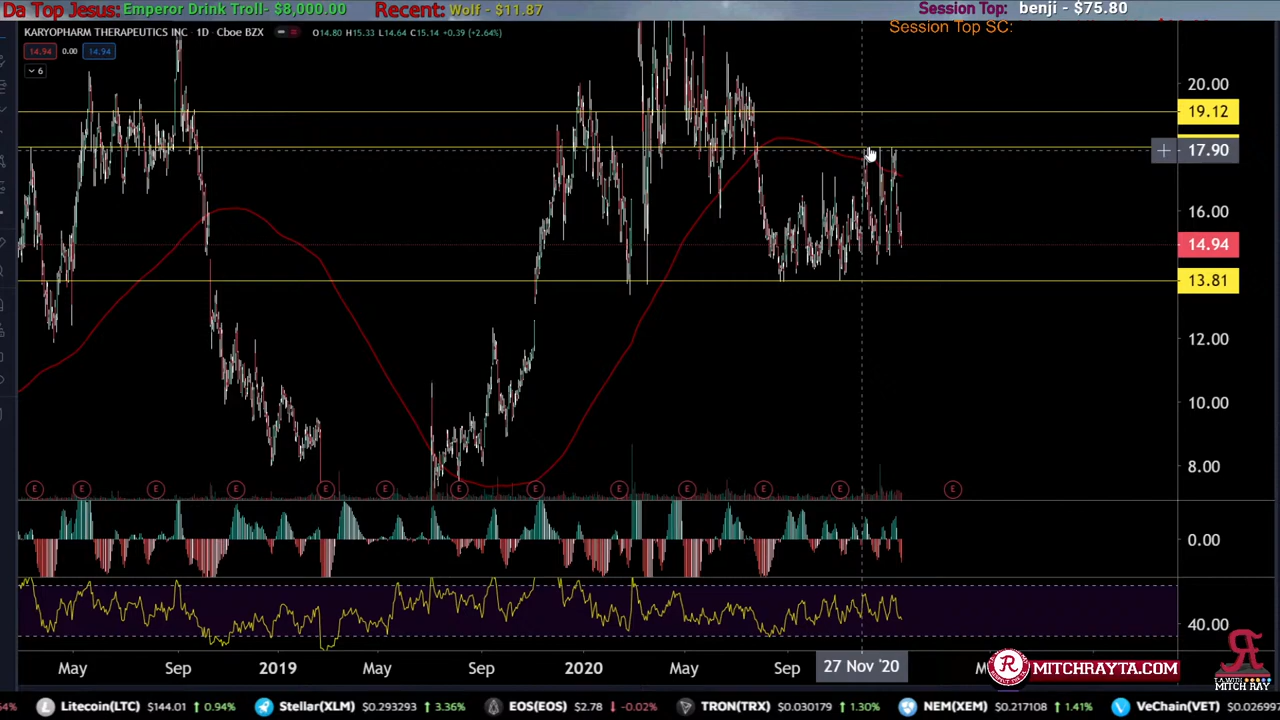 Da Top Jesus: Emperor Drink Troll- $8,000.00 Recent: Wolf - $11.87 Session Top: benji - $75.80
Session Top SC:
KARYOPHARM THERAPEUTICS INC · 1D · Cboe BZX O14.80 H15.33 L14.64 C15.14 +0.39 (+2.64%)
14.94 0.00 14.94
6
20.00
19.12
17.90
16.00
14.94
13.81
12.00
10.00
8.00
E E E E E E E E E E E E E
0.00
40.00
May Sep 2019 May Sep 2020 May Sep 27 Nov '20
R MITCHRAYTA.COM
T.A. WITH
MITCH RAY
Litecoin(LTC) $144.01 0.94% Stellar(XLM) $0.293293 3.36% EOS(EOS) $2.78 -0.02% TRON(TRX) $0.030179 1.30% NEM(XEM) $0.217108 1.41% VeChain(VET) $0.02699